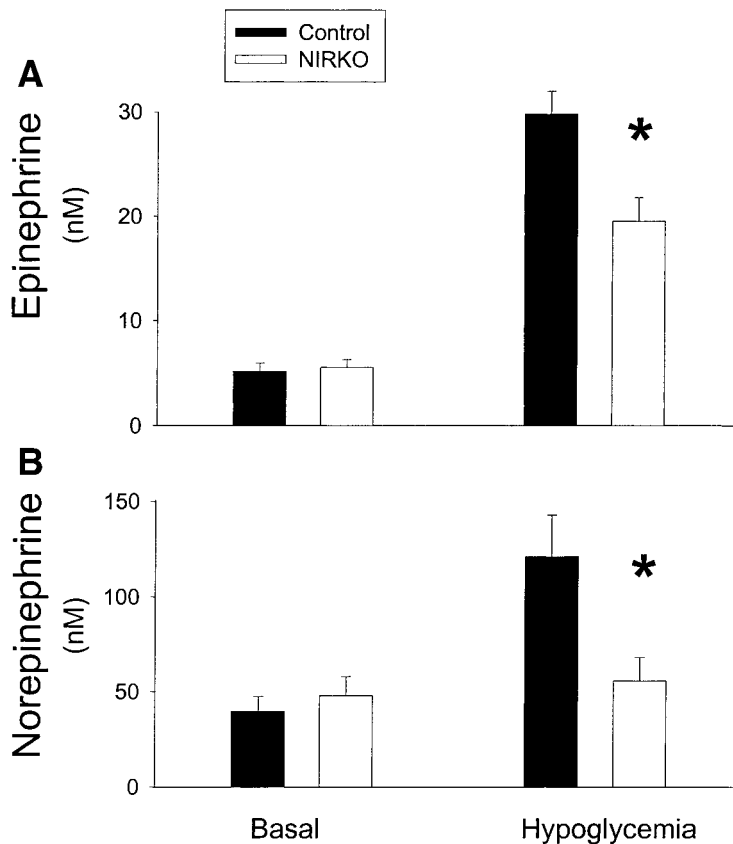 Control
NIRKO
A
Epinephrine
(nM)
30
20
10
0
*
B
Norepinephrine
(nM)
150
100
50
0
*
Basal Hypoglycemia